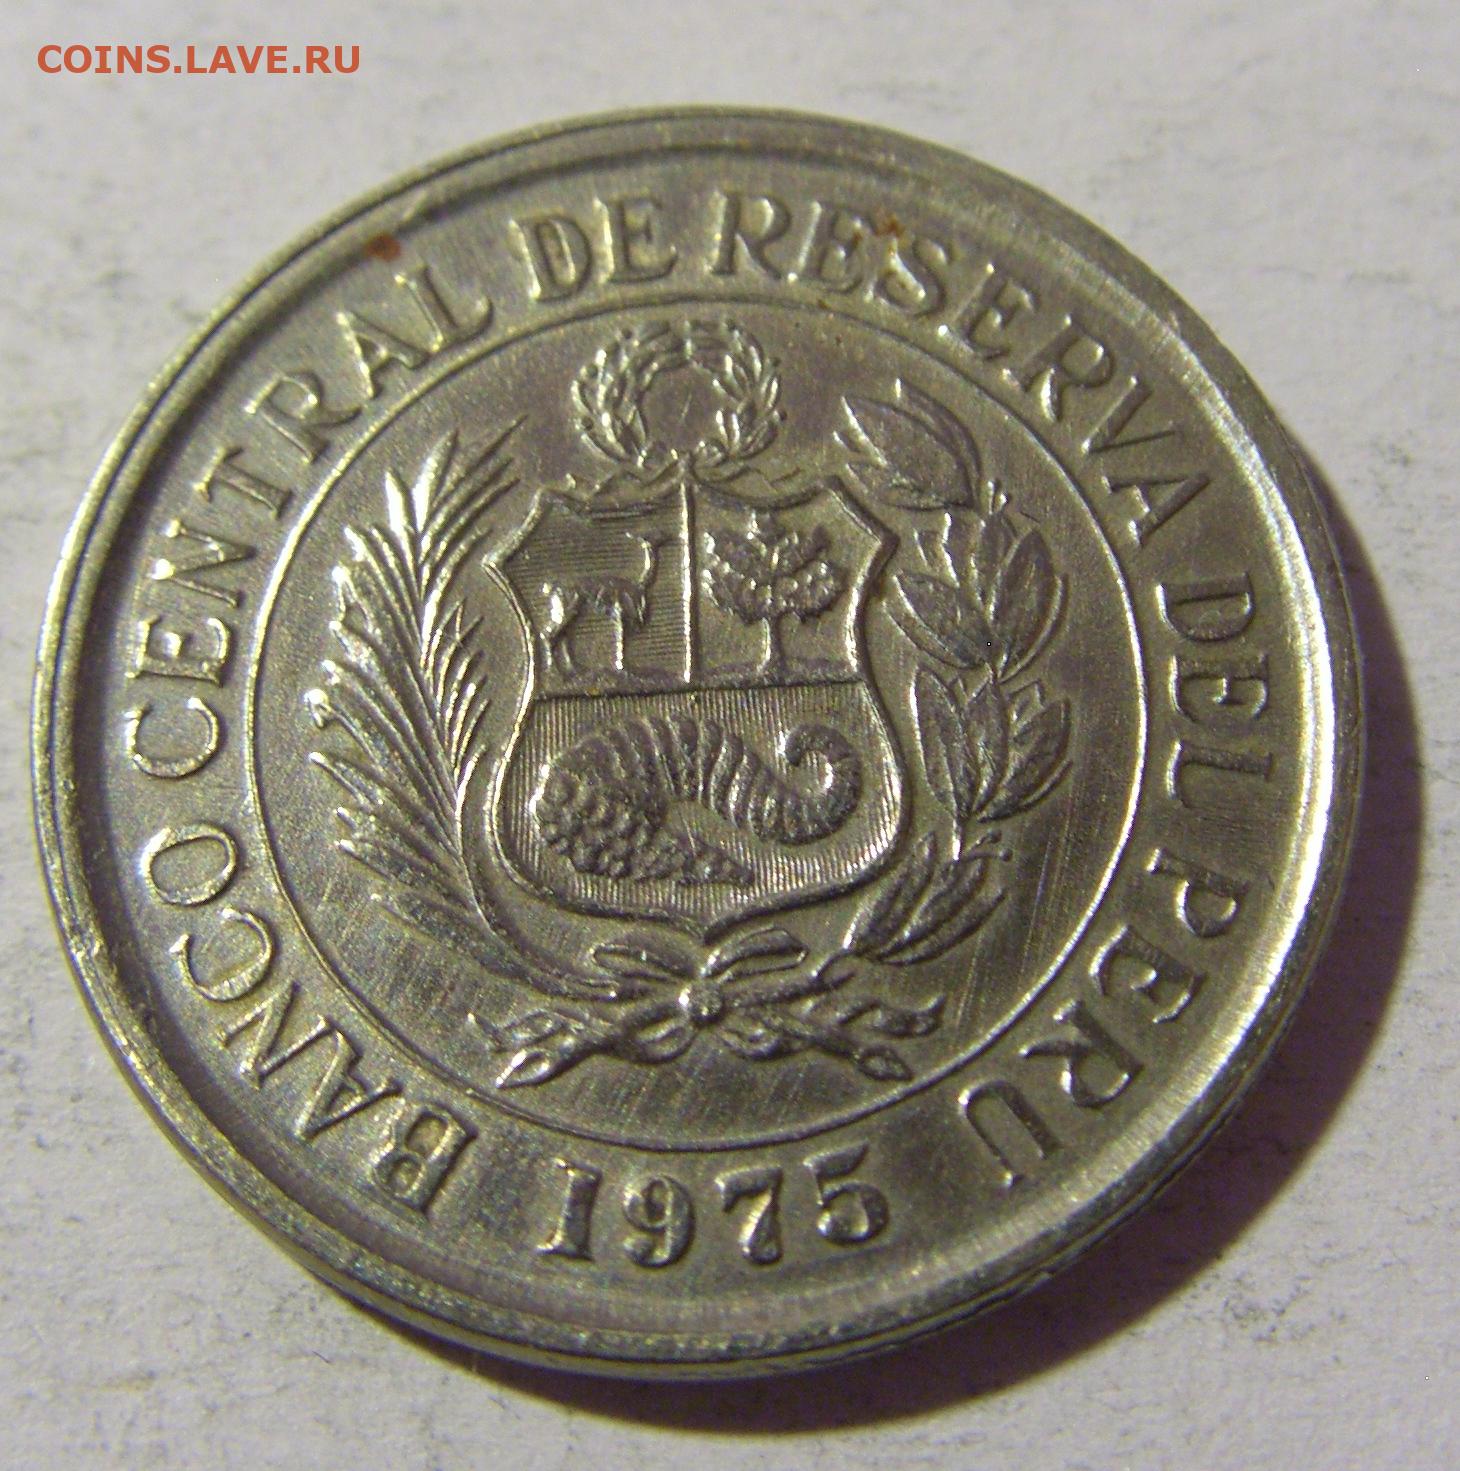 COINS.LAVE.RU
BANCO CENTRAL DE RESERVA DEL PERU
1975